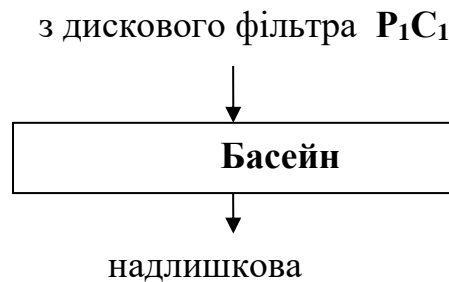 з дискового фільтра P₁C₁
Басейн
надлишкова